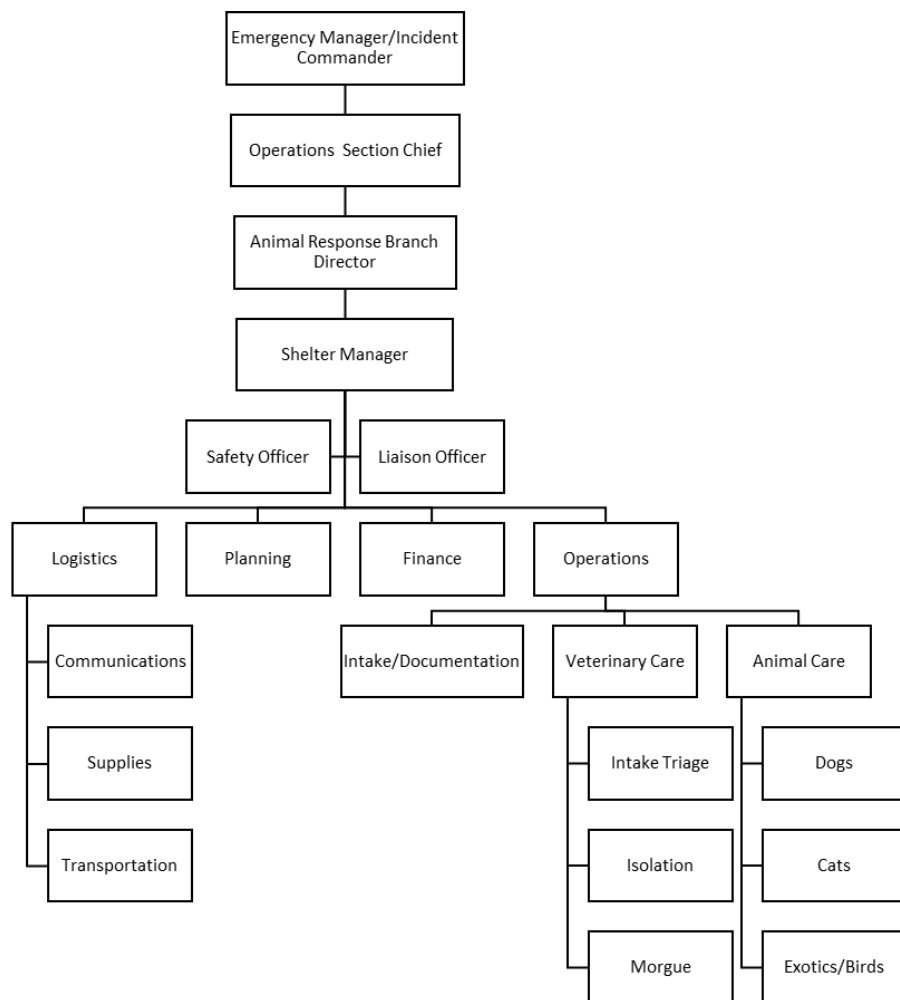 Emergency Manager/Incident
Commander
Operations  Section Chief
Animal Response Branch
Director
Shelter Manager
Safety Officer
Liaison Officer
Logistics
Planning
Finance
Operations
Communications
Intake/Documentation
Veterinary Care
Animal Care
Supplies
Intake Triage
Dogs
Transportation
Isolation
Cats
Morgue
Exotics/Birds